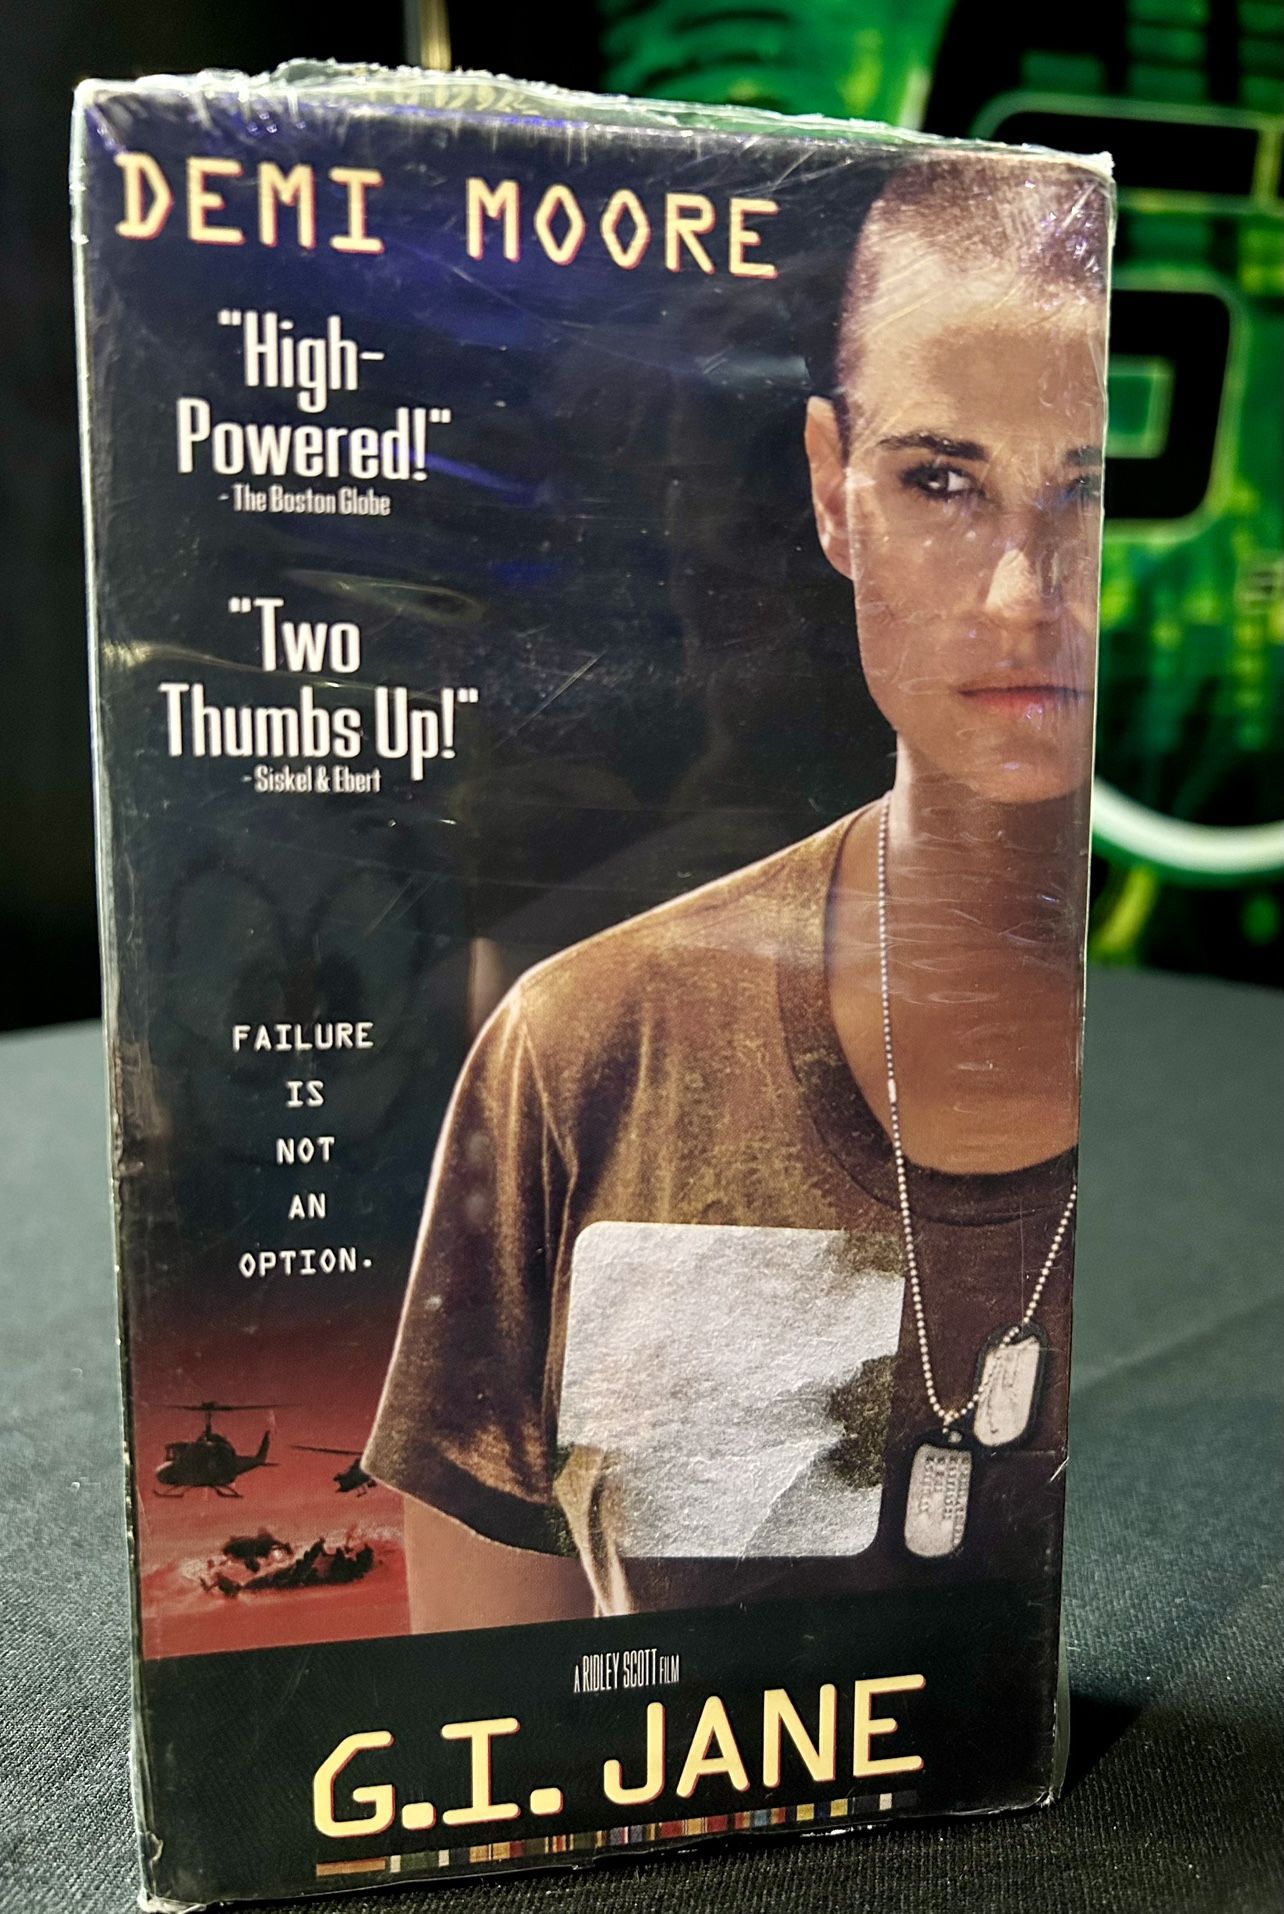 DEMI MOORE
"High-
Powered!"
- The Boston Globe
"Two
Thumbs Up!"
- Siskel & Ebert
FAILURE
IS
NOT
AN
OPTION.
A RIDLEY SCOTT FILM
G.I. JANE